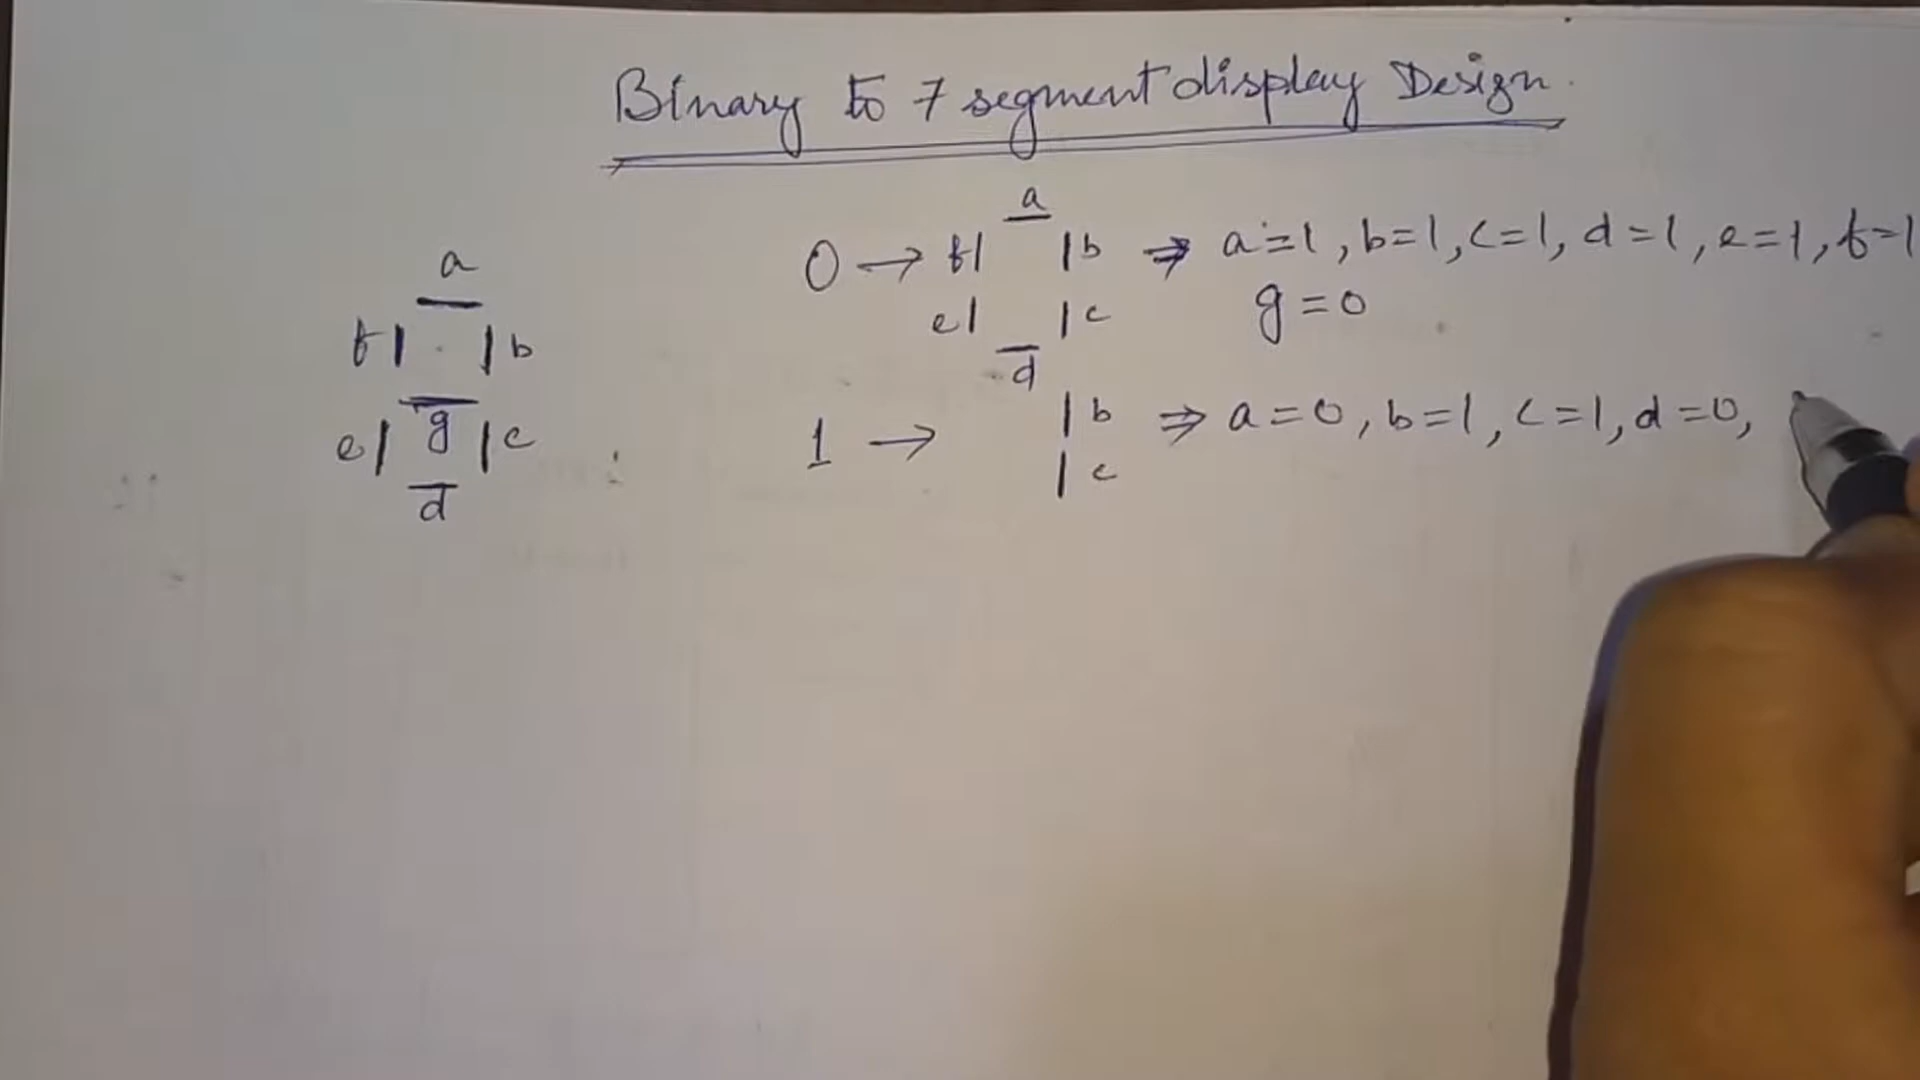 Binary to 7 segment display Design.
a
f b
g
e c
d
a
0 → f b ⇒ a=1, b=1, c=1, d=1, e=1, f=1
e c g=0
d
1 → b ⇒ a=0, b=1, c=1, d=0,
c